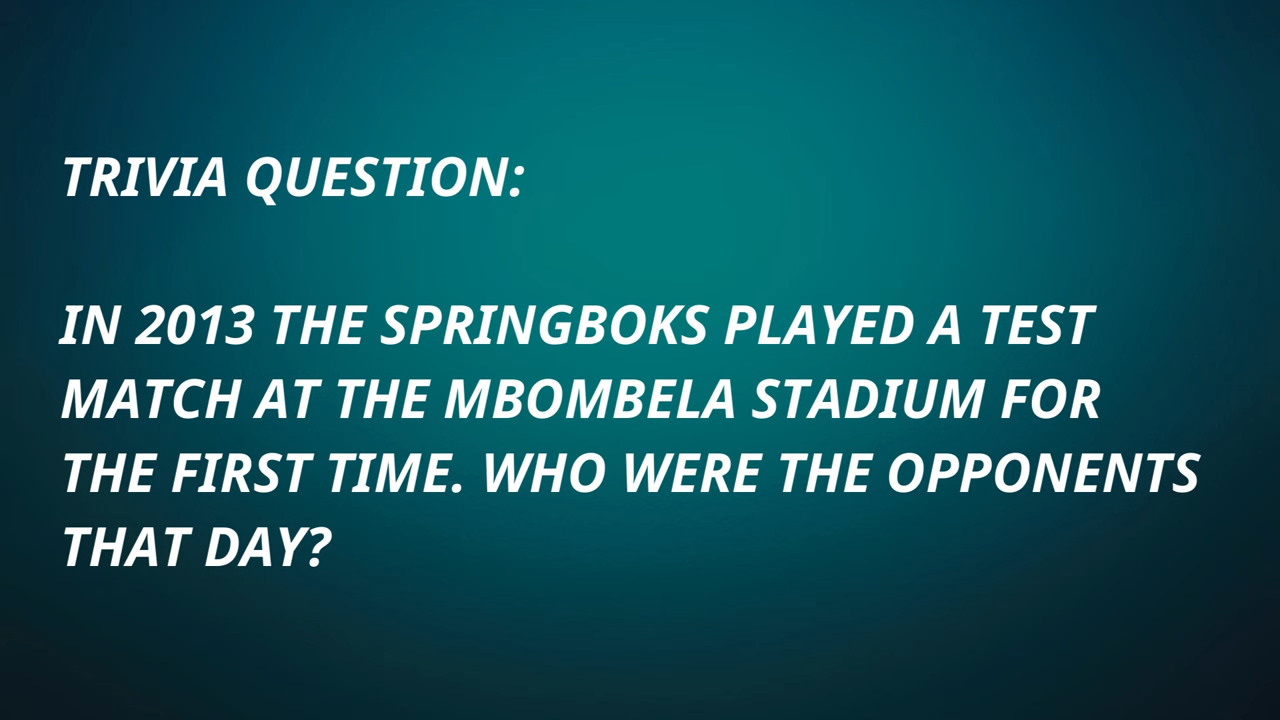 TRIVIA QUESTION:
IN 2013 THE SPRINGBOKS PLAYED A TEST
MATCH AT THE MBOMBELA STADIUM FOR
THE FIRST TIME. WHO WERE THE OPPONENTS
THAT DAY?